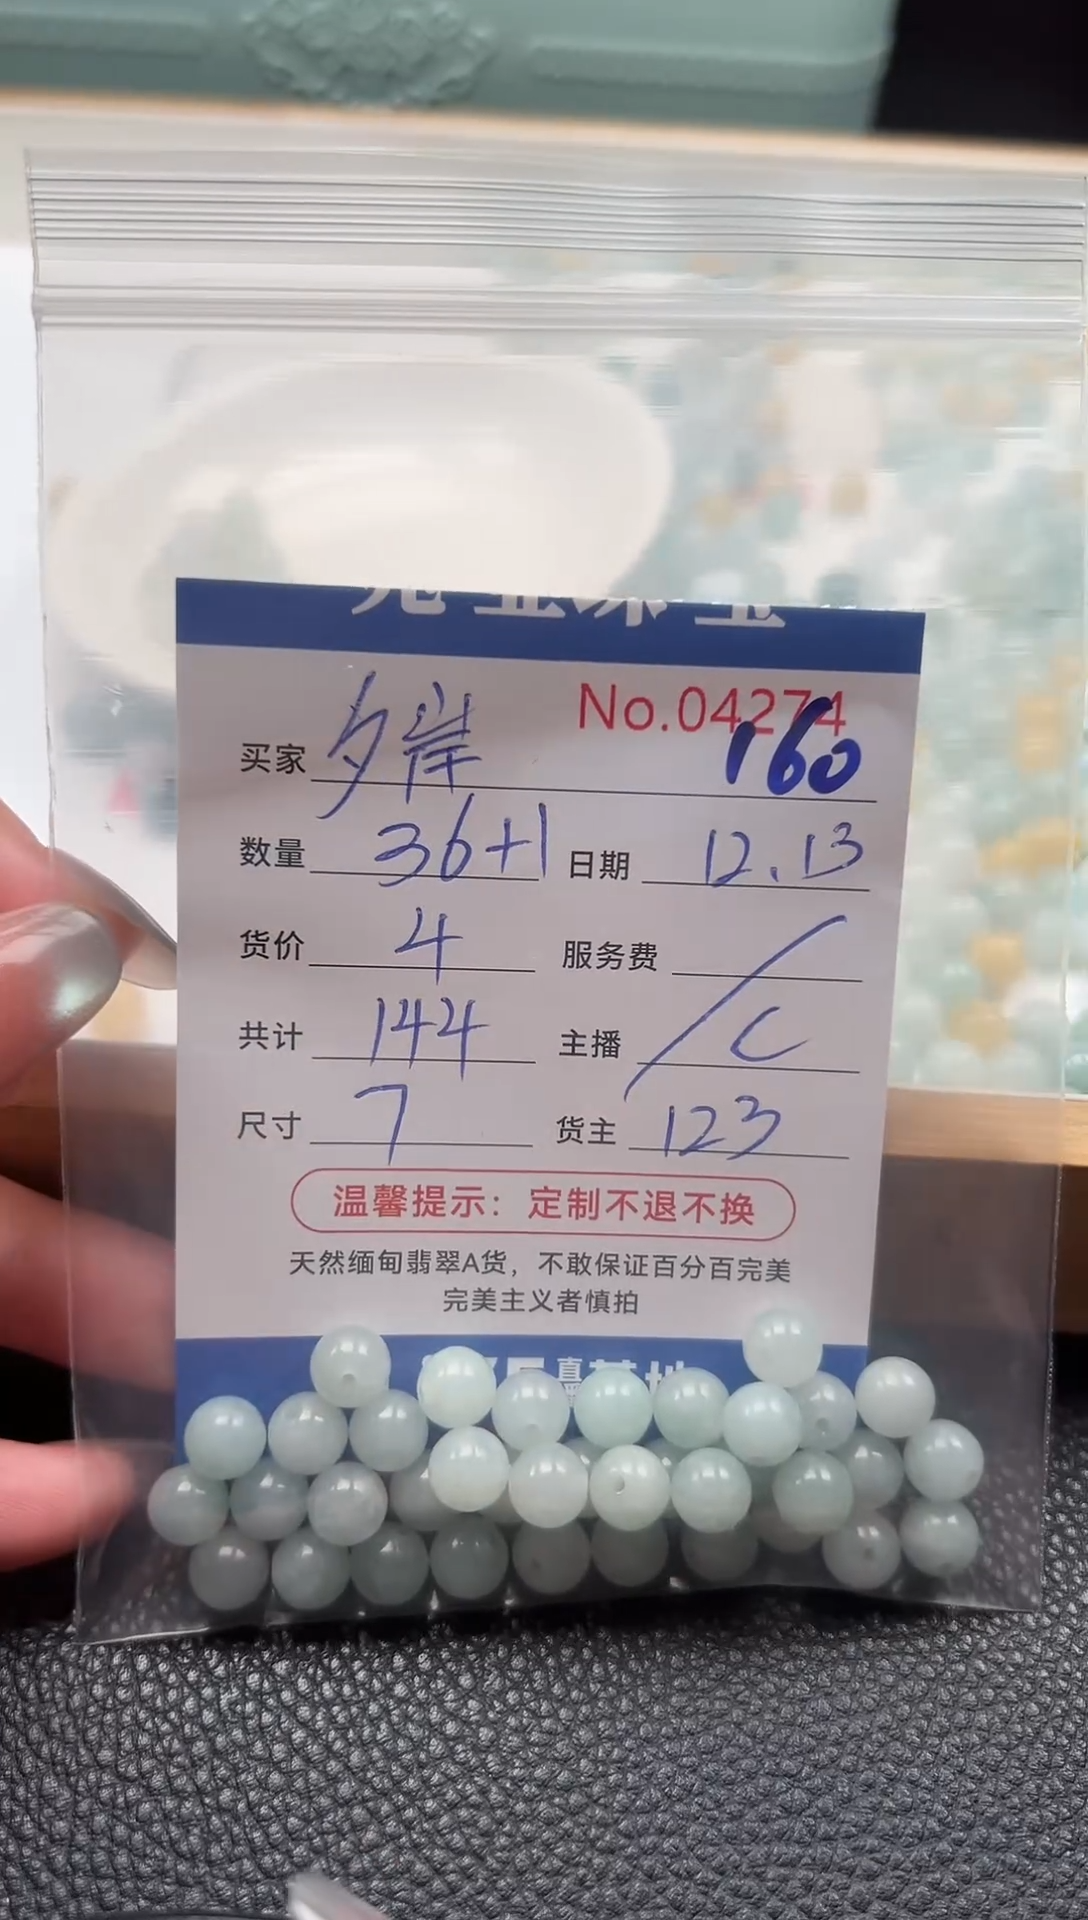 No.04274
买家 夕岸 160
数量 36+1 日期 12.13
货价 4 服务费 /
共计 144 主播 C
尺寸 7 货主 123
温馨提示：定制不退不换
天然缅甸翡翠A货，不敢保证百分百完美
完美主义者慎拍